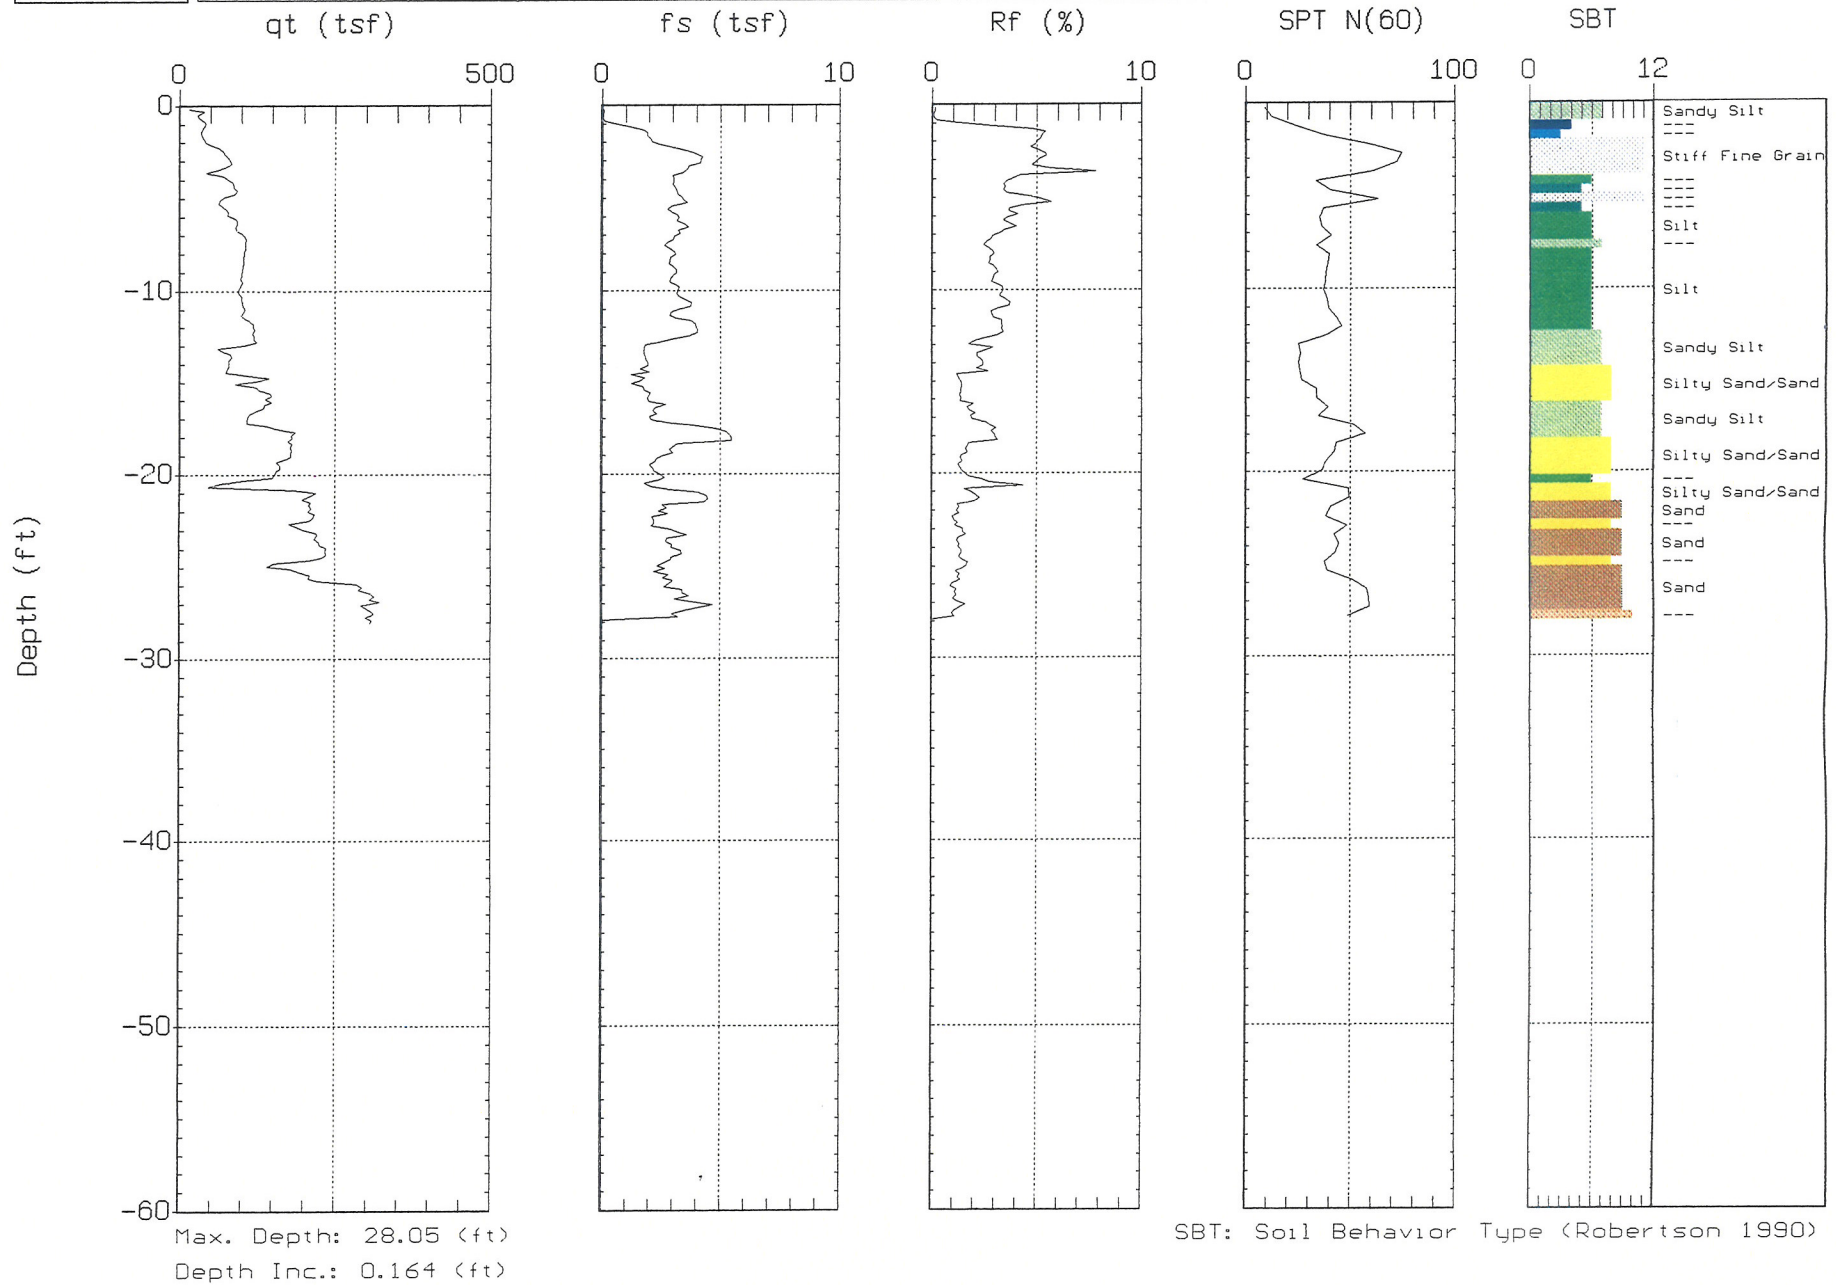 qt (tsf) fs (tsf) Rf (%) SPT N(60) SBT
0 500 0 10 0 10 0 100 0 12
0
Sandy Silt
---
---
Stiff Fine Grain
---
---
---
---
Silt
---
-10
Silt
Sandy Silt
Silty Sand/Sand
Sandy Silt
Silty Sand/Sand
-20
---
Silty Sand/Sand
Sand
---
Sand
---
Sand
---
Depth (ft)
-30
-40
-50
-60
Max. Depth: 28.05 (ft)
SBT: Soil Behavior Type (Robertson 1990)
Depth Inc.: 0.164 (ft)